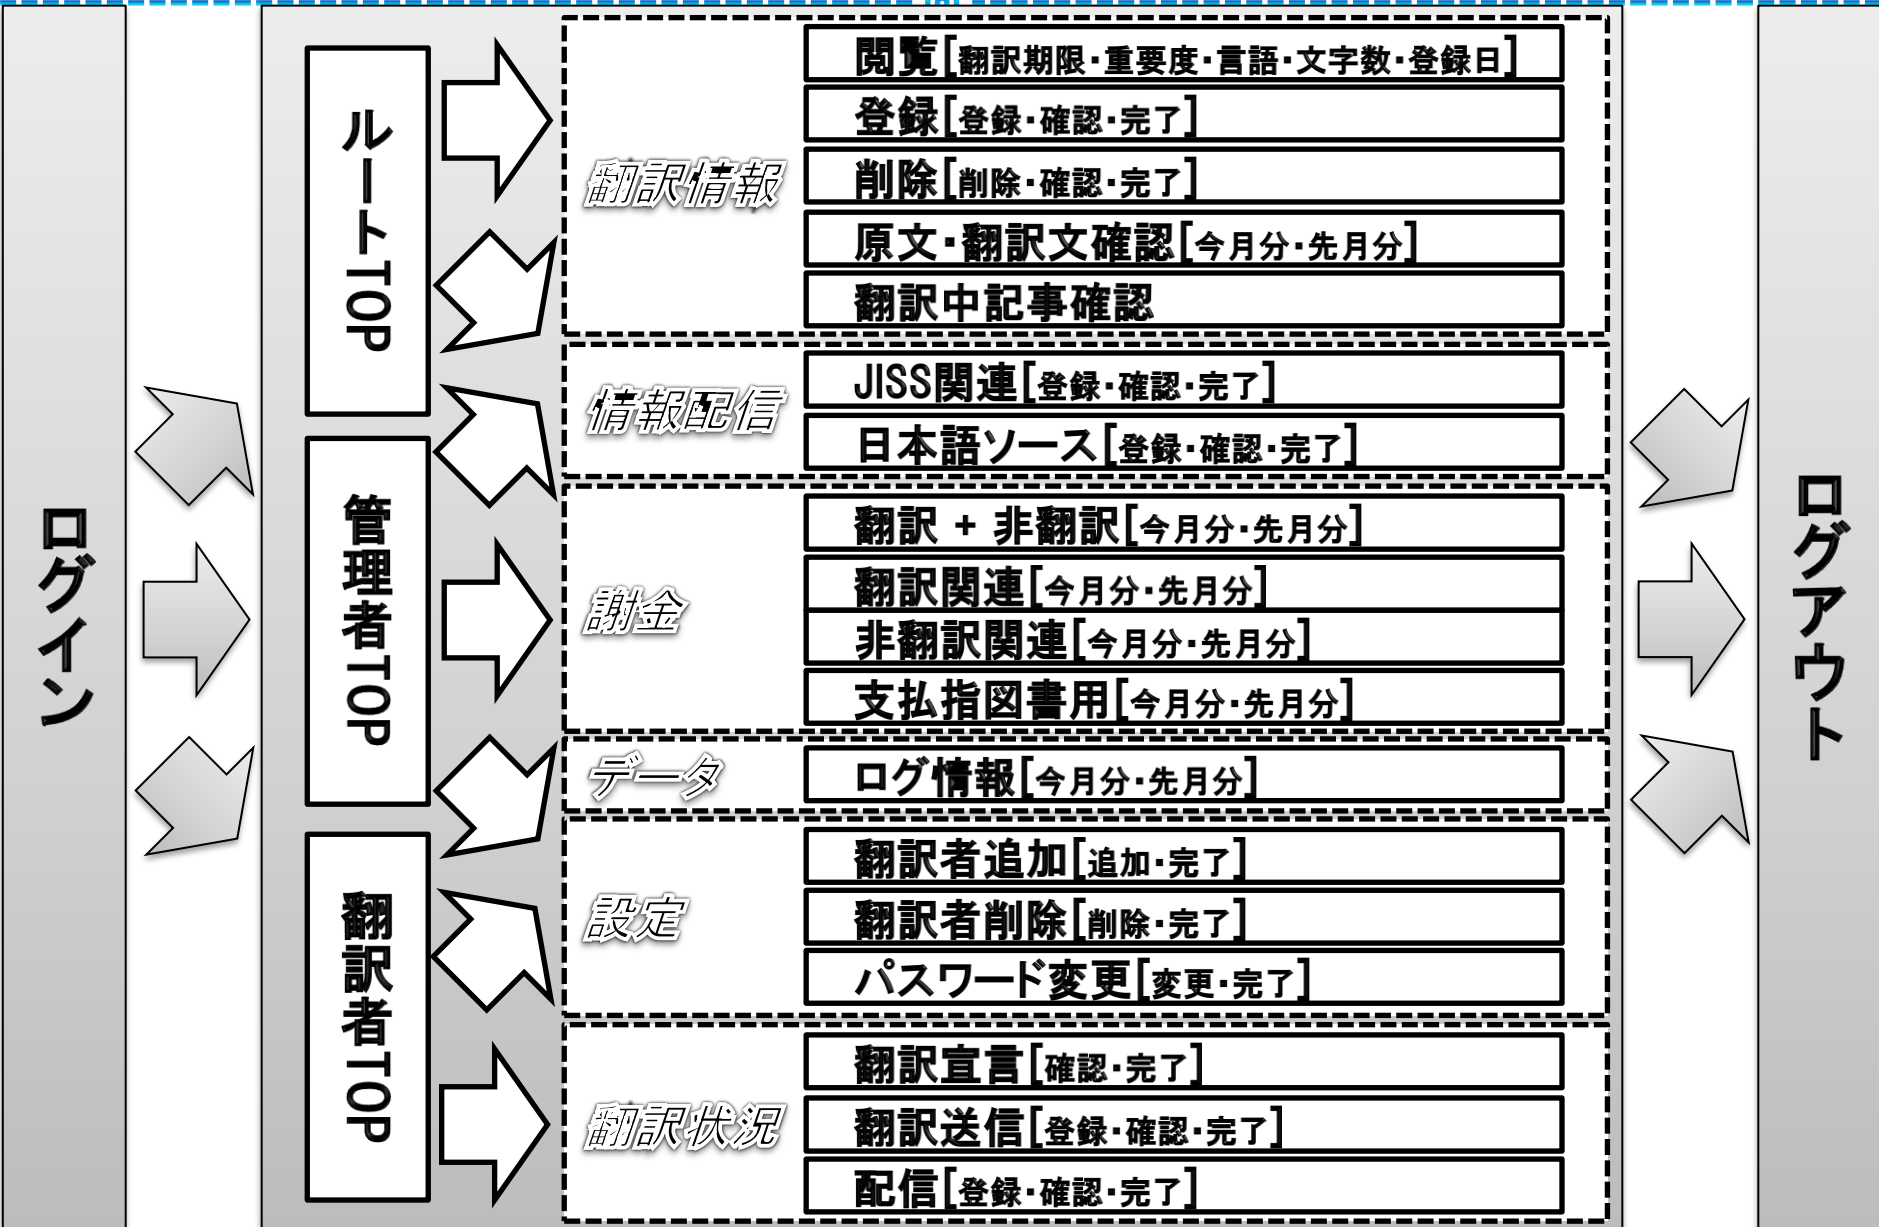 ログイン
ルートTOP
管理者TOP
翻訳者TOP
翻訳情報
閲覧[翻訳期限・重要度・言語・文字数・登録日]
登録[登録・確認・完了]
削除[削除・確認・完了]
原文・翻訳文確認[今月分・先月分]
翻訳中記事確認
情報配信
JISS関連[登録・確認・完了]
日本語ソース[登録・確認・完了]
謝金
翻訳 + 非翻訳[今月分・先月分]
翻訳関連[今月分・先月分]
非翻訳関連[今月分・先月分]
支払指図書用[今月分・先月分]
データ
ログ情報[今月分・先月分]
設定
翻訳者追加[追加・完了]
翻訳者削除[削除・完了]
パスワード変更[変更・完了]
翻訳状況
翻訳宣言[確認・完了]
翻訳送信[登録・確認・完了]
配信[登録・確認・完了]
ログアウト